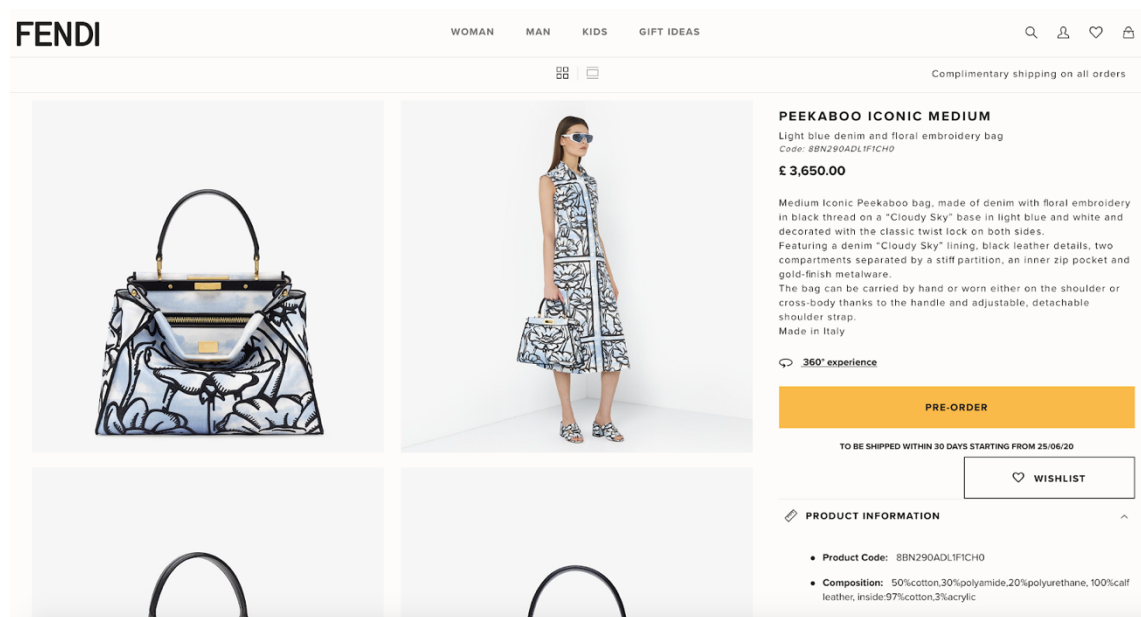 FENDI
WOMAN MAN KIDS GIFT IDEAS
Complimentary shipping on all orders
PEEKABOO ICONIC MEDIUM
Light blue denim and floral embroidery bag
Code: 8BN290ADL1F1CH0
£ 3,650.00
Medium Iconic Peekaboo bag, made of denim with floral embroidery
in black thread on a “Cloudy Sky” base in light blue and white and
decorated with the classic twist lock on both sides.
Featuring a denim “Cloudy Sky” lining, black leather details, two
compartments separated by a stiff partition, an inner zip pocket and
gold-finish metalware.
The bag can be carried by hand or worn either on the shoulder or
cross-body thanks to the handle and adjustable, detachable
shoulder strap.
Made in Italy
360° experience
PRE-ORDER
TO BE SHIPPED WITHIN 30 DAYS STARTING FROM 25/06/20
WISHLIST
PRODUCT INFORMATION
Product Code: 8BN290ADL1F1CH0
Composition: 50%cotton,30%polyamide,20%polyurethane, 100%calf
leather, inside:97%cotton,3%acrylic